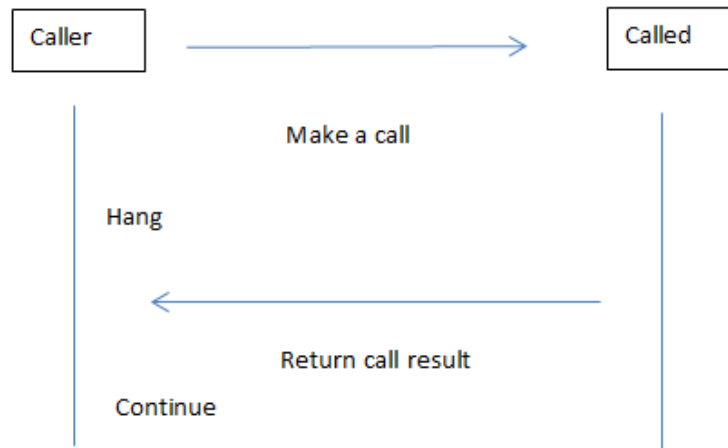 Caller
Called
Make a call
Hang
Return call result
Continue